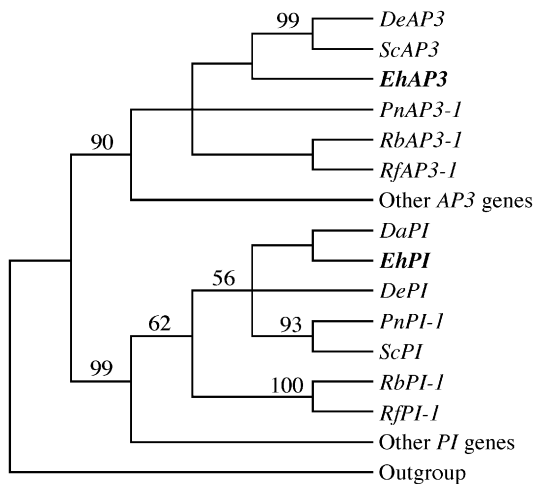 99 DeAP3
ScAP3
EhAP3
PnAP3-1
90 RbAP3-1
RfAP3-1
Other AP3 genes
DaPI
56 EhPI
DePI
62 93 PnPI-1
ScPI
99 100 RbPI-1
RfPI-1
Other PI genes
Outgroup